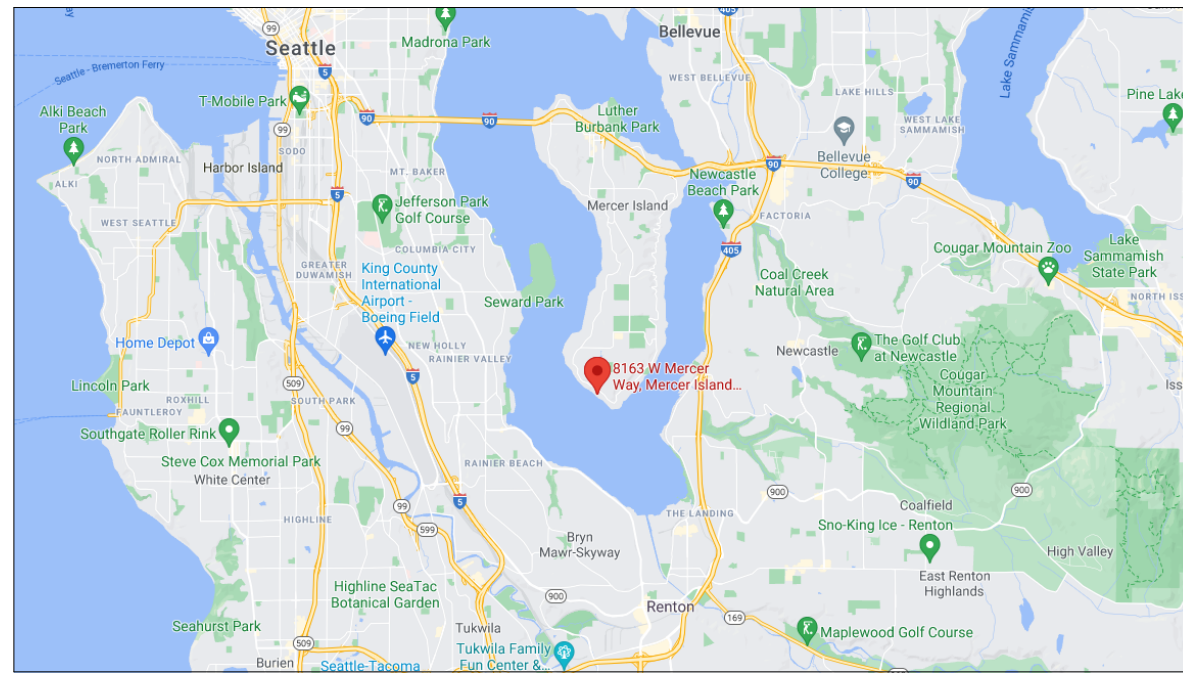 99
Seattle
Madrona Park
Bellevue
405
Seattle - Bremerton Ferry
5
WEST BELLEVUE
Lake Sammamish
T-Mobile Park
Luther
Burbank Park
LAKE HILLS
Pine Lake
Alki Beach
Park
90
90
WEST LAKE
SAMMAMISH
99
NORTH ADMIRAL
SODO
Harbor Island
MT. BAKER
Bellevue
College
90
90
ALKI
5
Newcastle
Beach Park
Jefferson Park
Golf Course
Mercer Island
FACTORIA
WEST SEATTLE
COLUMBIA CITY
405
Cougar Mountain Zoo
Lake
Sammamish
State Park
GREATER
DUWAMISH
King County
International
Airport -
Boeing Field
Coal Creek
Natural Area
Seward Park
NORTH ISS
Home Depot
NEW HOLLY
RAINIER VALLEY
Newcastle
The Golf Club
at Newcastle
8163 W Mercer
Way, Mercer Island...
5
Cougar
Mountain
Regional
Wildland Park
Iss
Lincoln Park
509
ROXHILL
FAUNTLEROY
SOUTH PARK
99
Southgate Roller Rink
Steve Cox Memorial Park
White Center
RAINIER BEACH
900
900
5
99
THE LANDING
Coalfield
HIGHLINE
599
Sno-King Ice - Renton
Bryn
Mawr-Skyway
High Valley
East Renton
Highlands
Highline SeaTac
Botanical Garden
900
Renton
169
Seahurst Park
Tukwila
Maplewood Golf Course
509
Tukwila Family
Fun Center &...
Burien
Seattle-Tacoma